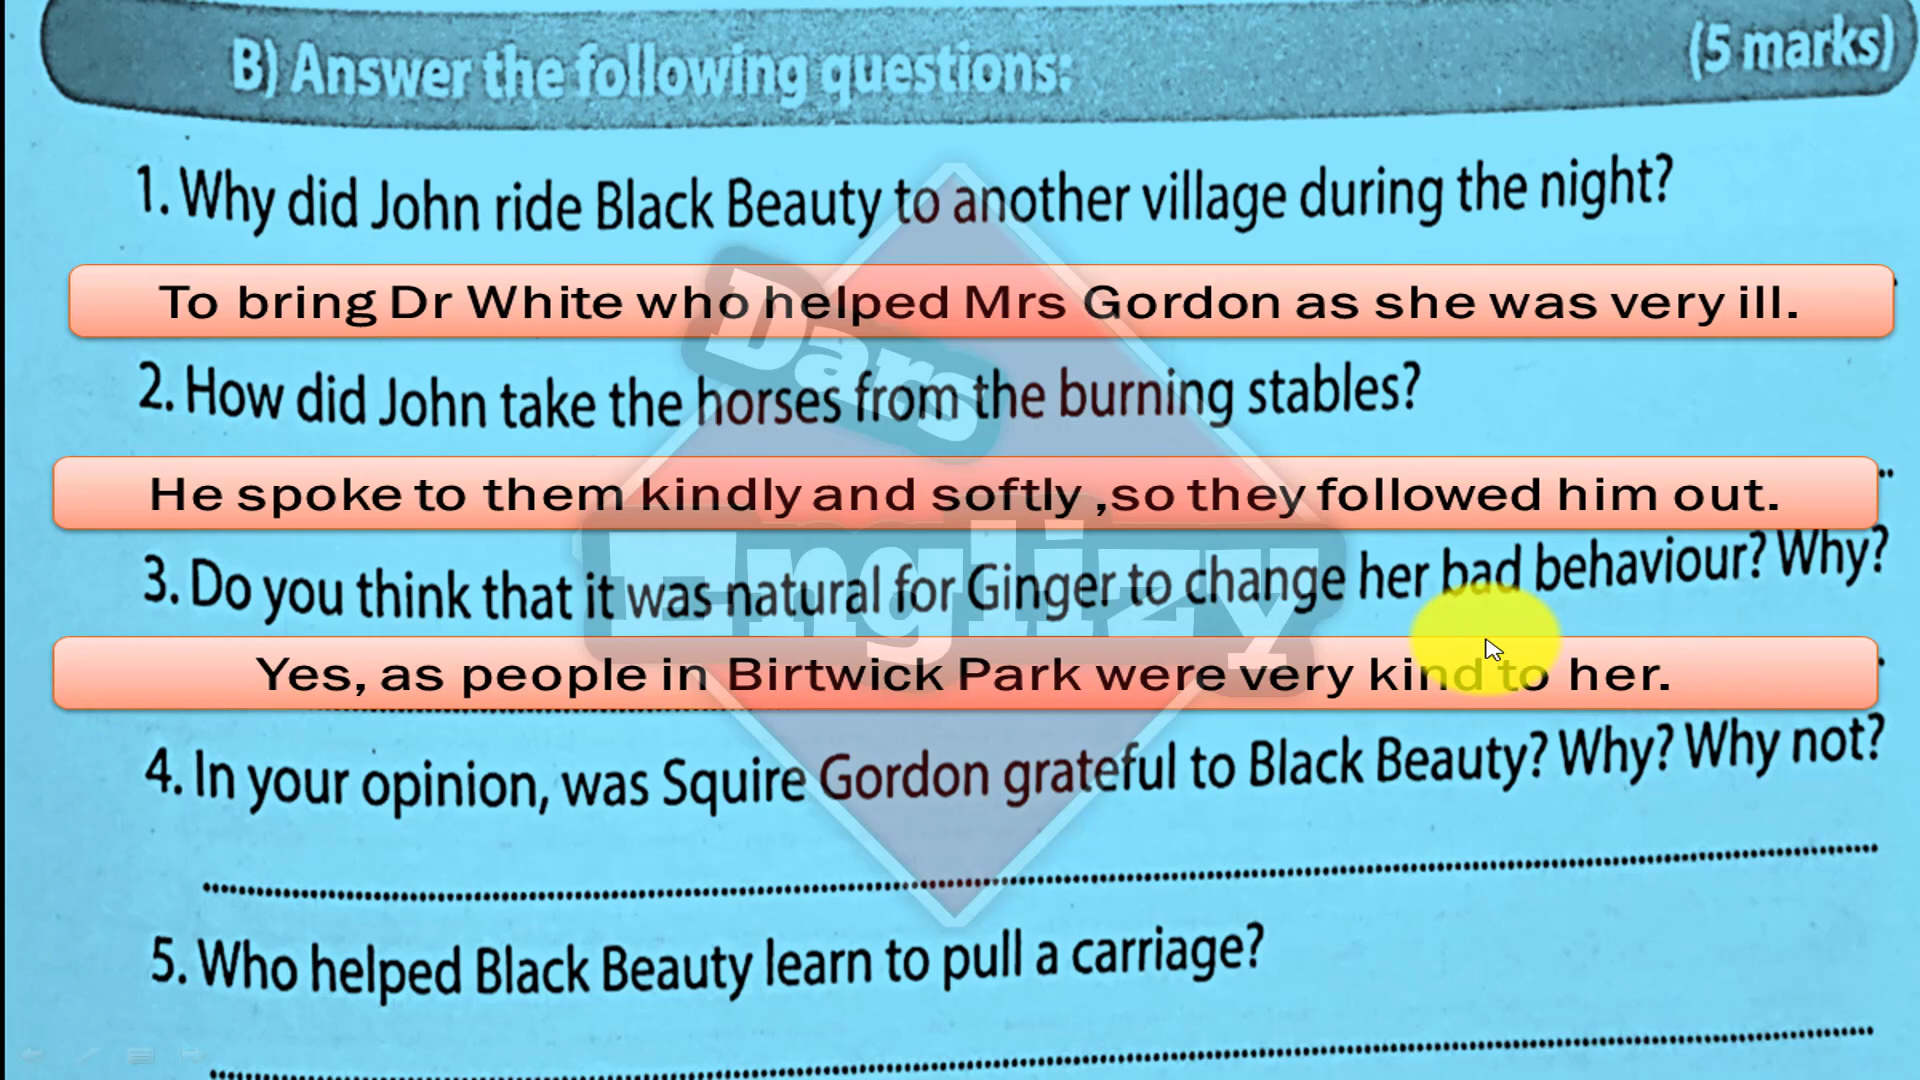 B) Answer the following questions:
(5 marks)
1. Why did John ride Black Beauty to another village during the night?
To bring Dr White who helped Mrs Gordon as she was very ill.
2. How did John take the horses from the burning stables?
He spoke to them kindly and softly ,so they followed him out.
3. Do you think that it was natural for Ginger to change her bad behaviour? Why?
Yes, as people in Birtwick Park were very kind to her.
4. In your opinion, was Squire Gordon grateful to Black Beauty? Why? Why not?
5. Who helped Black Beauty learn to pull a carriage?
Dars
Englizy